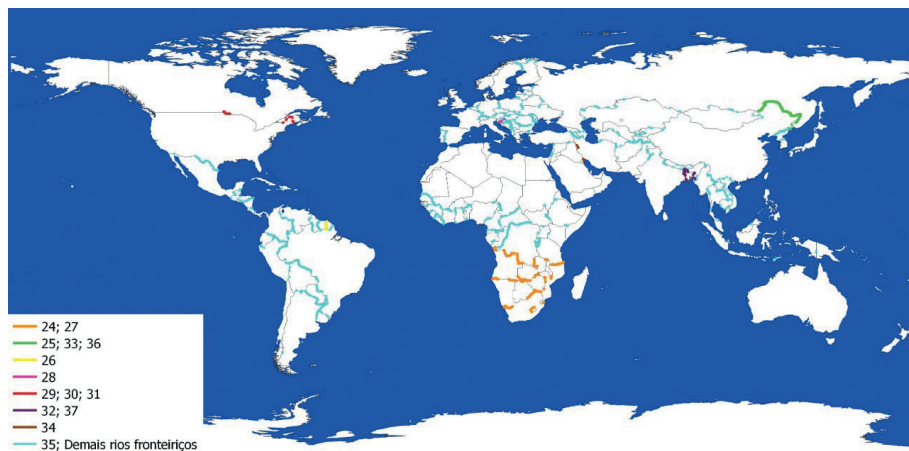 24; 27
25; 33; 36
26
28
29; 30; 31
32; 37
34
35; Demais rios fronteiriços